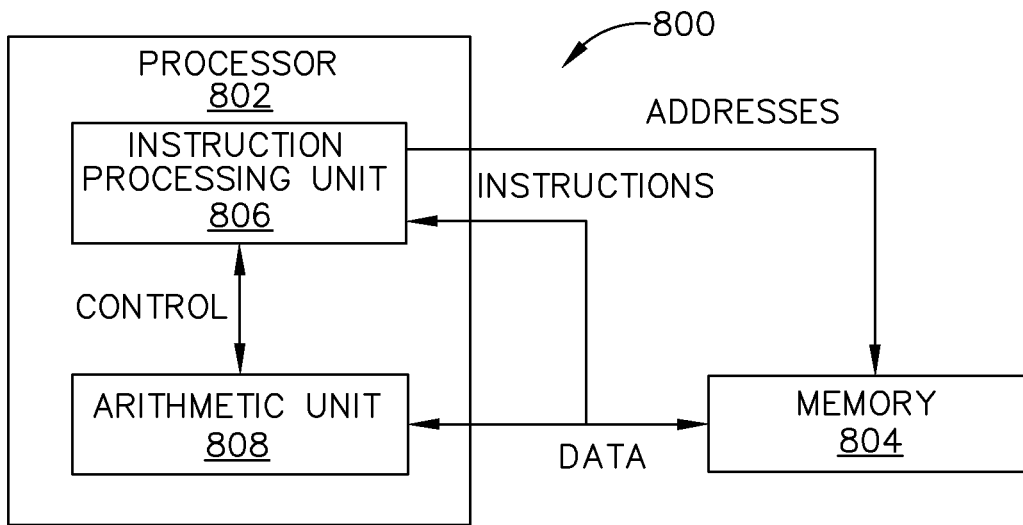 800
PROCESSOR
802
ADDRESSES
INSTRUCTION
PROCESSING UNIT
806
INSTRUCTIONS
CONTROL
ARITHMETIC UNIT
808
DATA
MEMORY
804